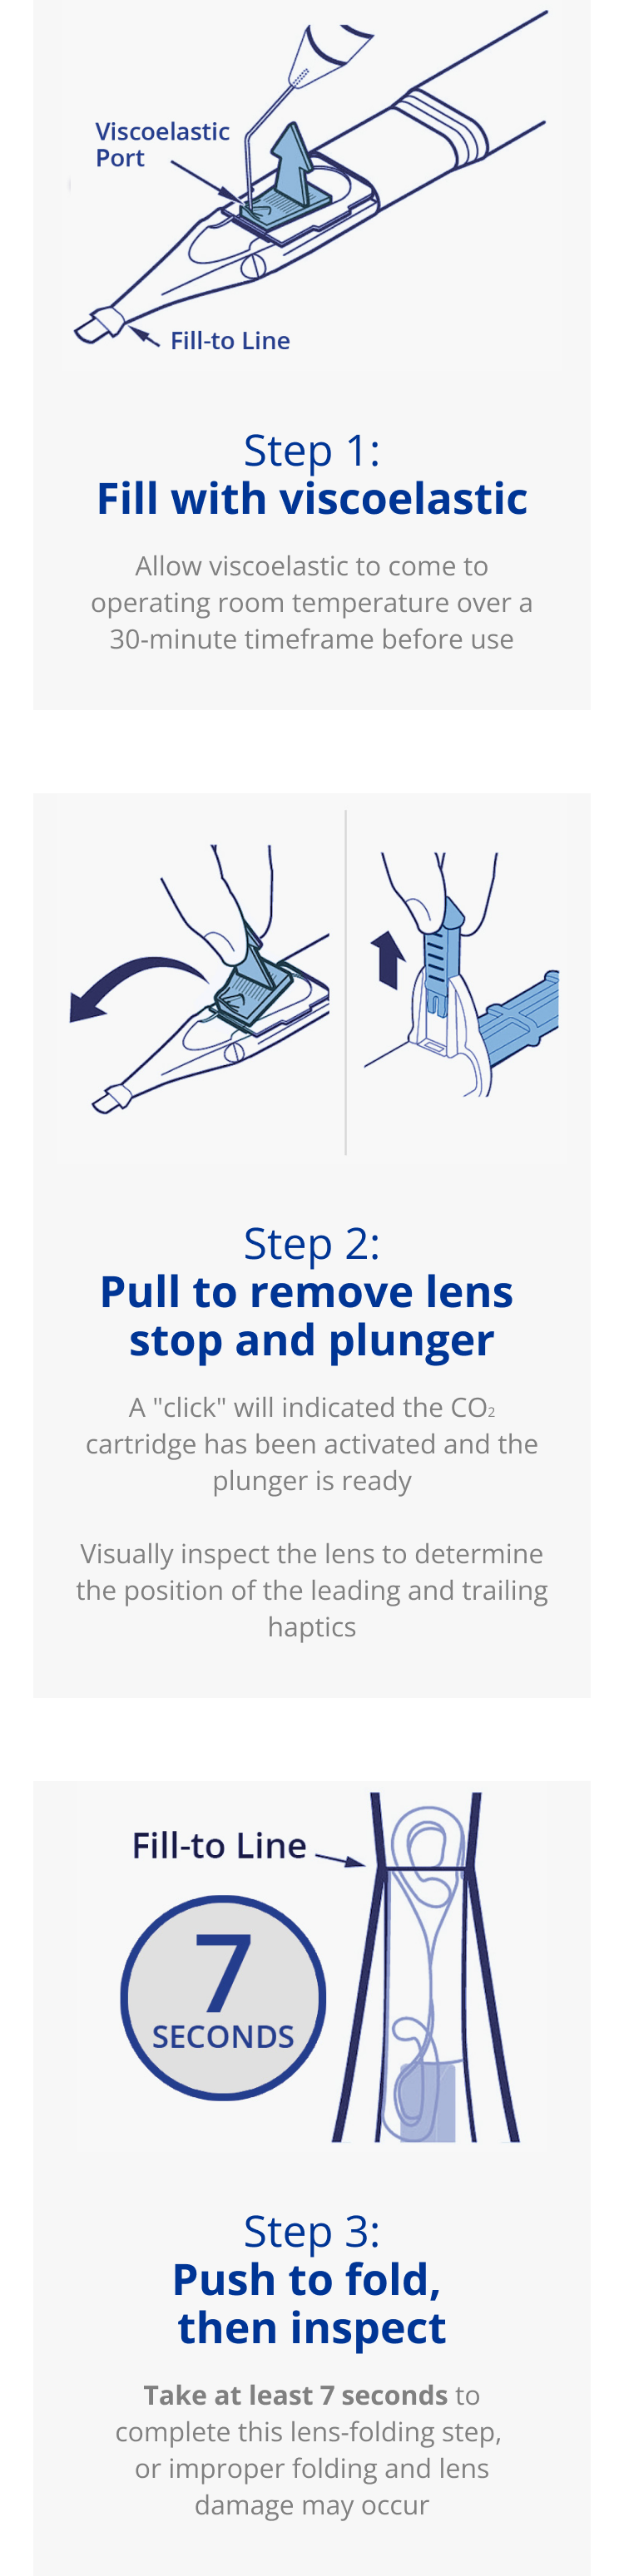 Viscoelastic
Port
Fill-to Line
Step 1:
Fill with viscoelastic
Allow viscoelastic to come to
operating room temperature over a
30-minute timeframe before use
Step 2:
Pull to remove lens
stop and plunger
A "click" will indicated the CO₂
cartridge has been activated and the
plunger is ready
Visually inspect the lens to determine
the position of the leading and trailing
haptics
Fill-to Line
7
SECONDS
Step 3:
Push to fold,
then inspect
Take at least 7 seconds to
complete this lens-folding step,
or improper folding and lens
damage may occur